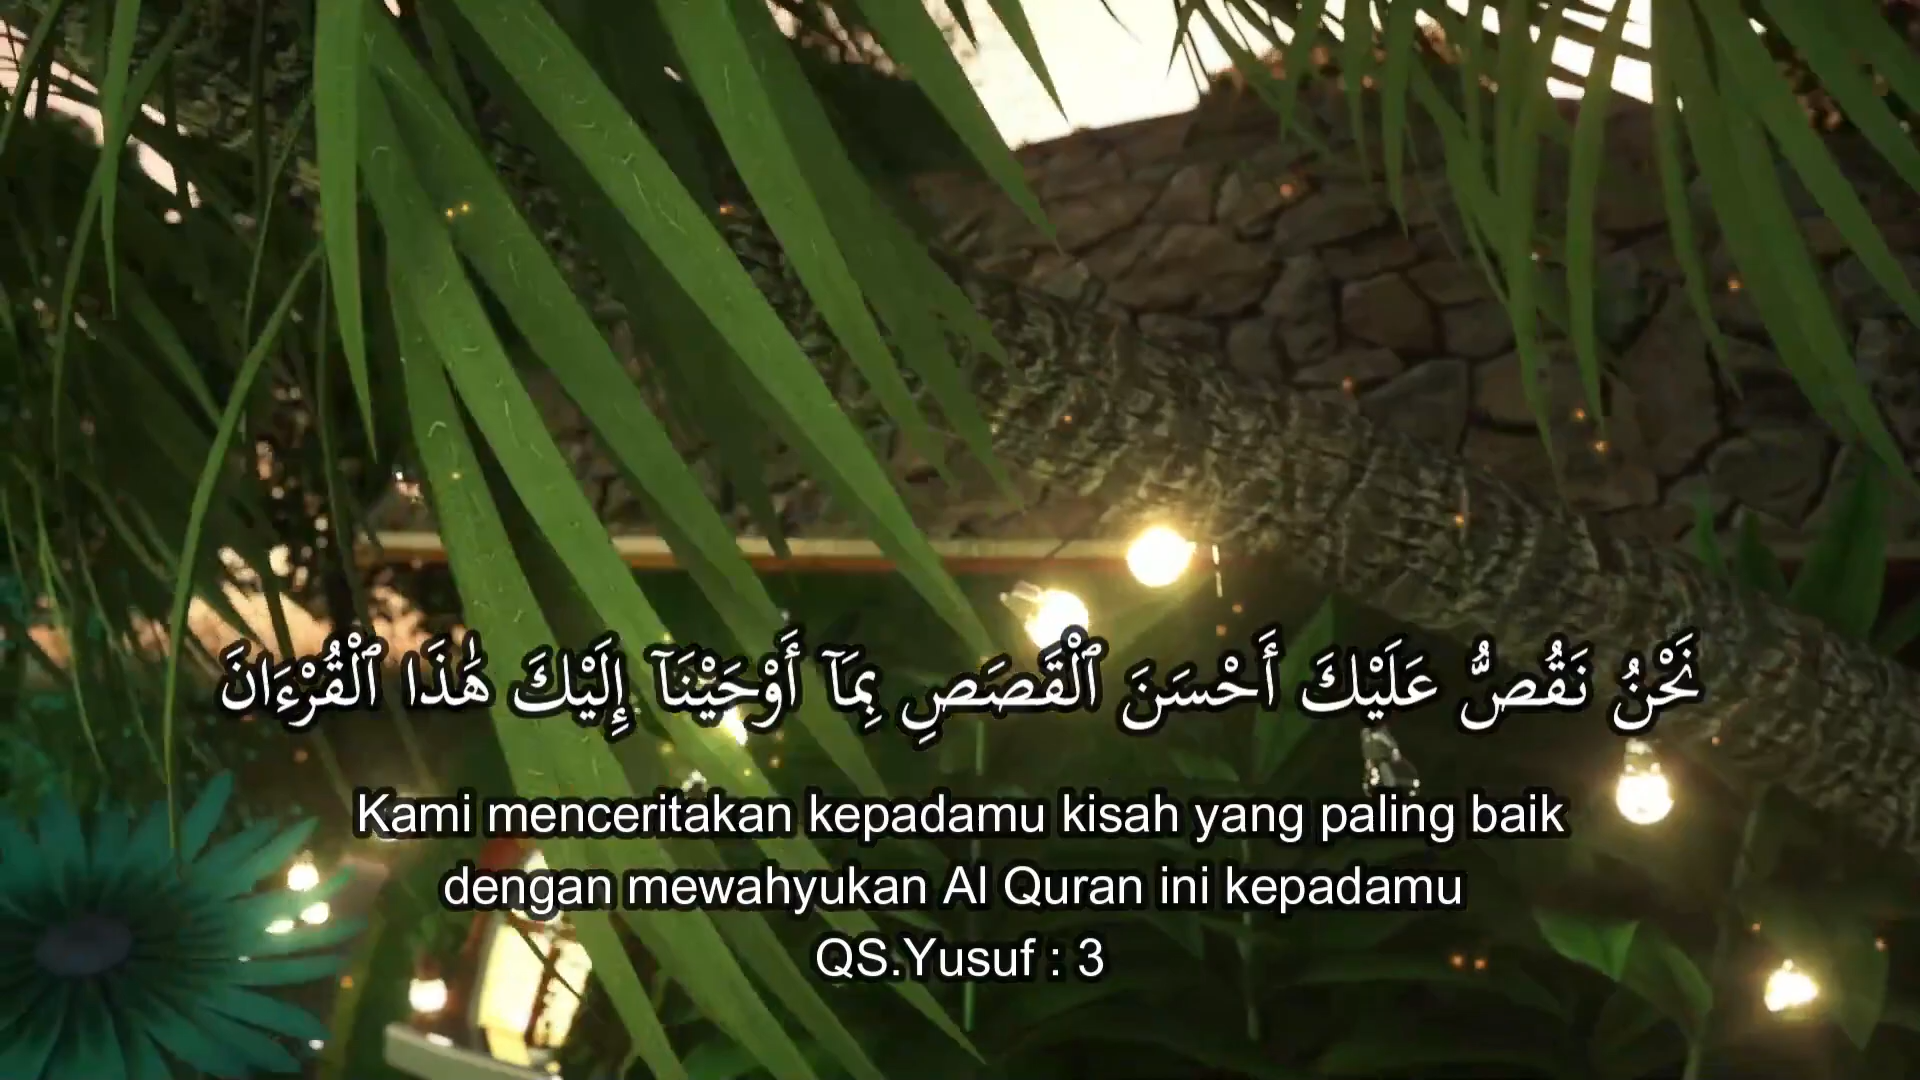 نَحْنُ نَقُصُّ عَلَيْكَ أَحْسَنَ ٱلْقَصَصِ بِمَآ أَوْحَيْنَآ إِلَيْكَ هَٰذَا ٱلْقُرْءَانَ
Kami menceritakan kepadamu kisah yang paling baik
dengan mewahyukan Al Quran ini kepadamu
QS.Yusuf : 3